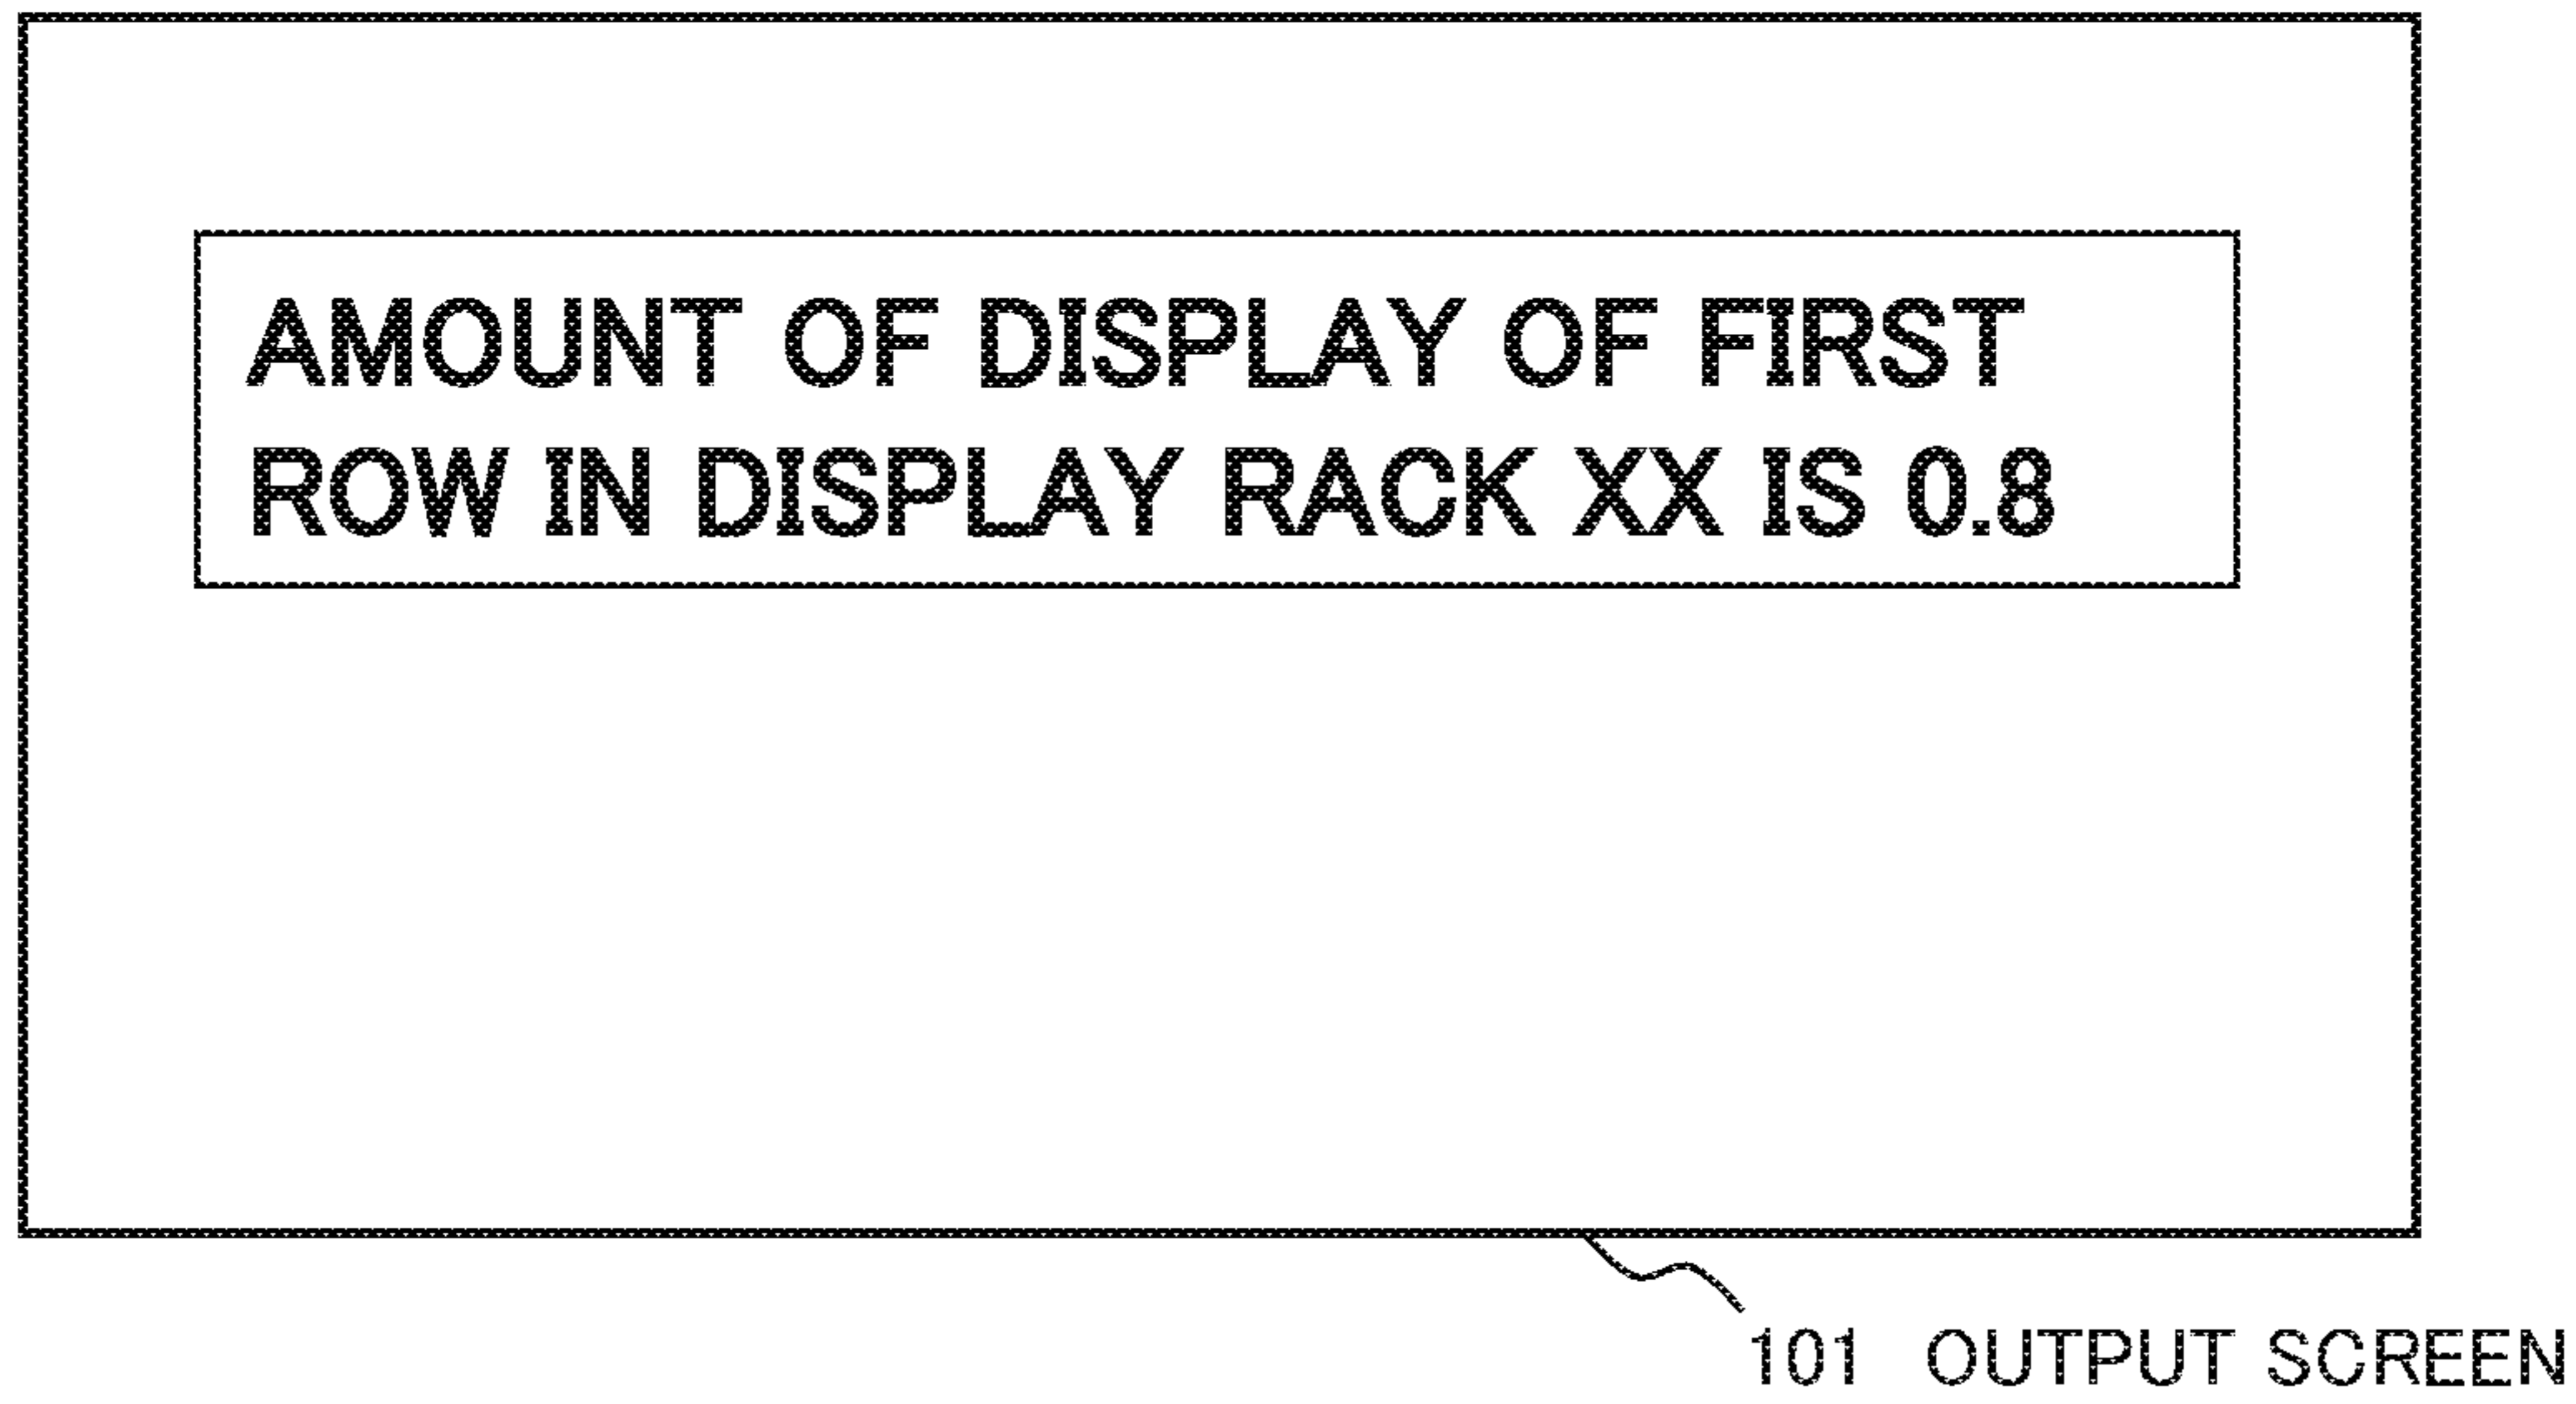 AMOUNT OF DISPLAY OF FIRST
ROW IN DISPLAY RACK XX IS 0.8
101 OUTPUT SCREEN